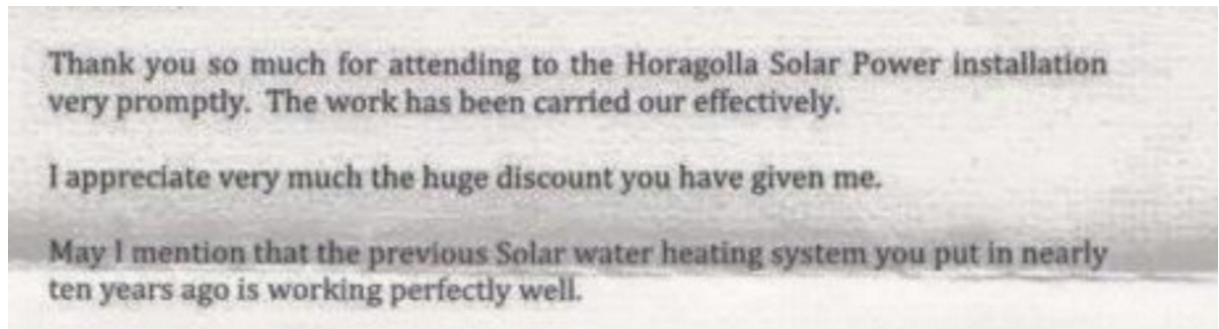 Thank you so much for attending to the Horagolla Solar Power installation
very promptly. The work has been carried our effectively.
I appreciate very much the huge discount you have given me.
May I mention that the previous Solar water heating system you put in nearly
ten years ago is working perfectly well.